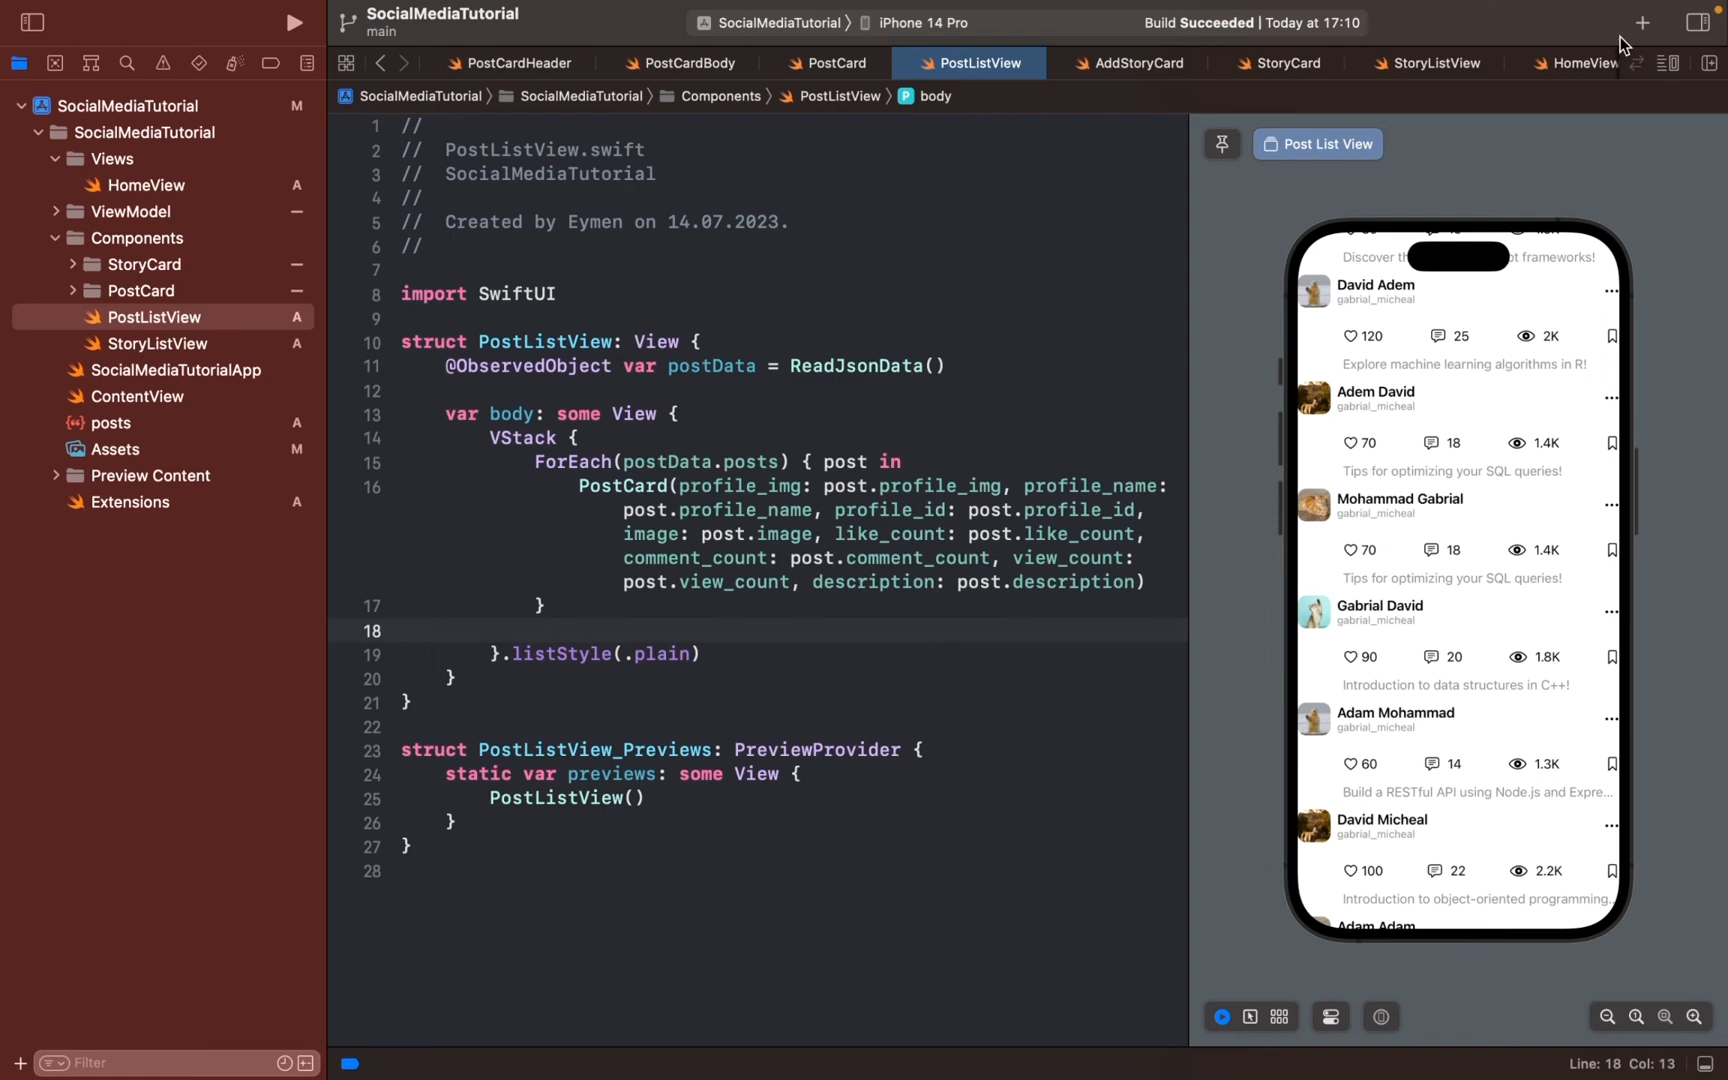 SocialMediaTutorial
main
SocialMediaTutorial
iPhone 14 Pro
Build Succeeded | Today at 17:10
PostCardHeader
PostCardBody
PostCard
PostListView
AddStoryCard
StoryCard
StoryListView
HomeView
SocialMediaTutorial
SocialMediaTutorial
Components
PostListView
P body
SocialMediaTutorial M
SocialMediaTutorial
Views
HomeView A
ViewModel
Components
StoryCard
PostCard
PostListView A
StoryListView A
SocialMediaTutorialApp
ContentView
posts A
Assets M
Preview Content
Extensions A
Filter
1 //
2 //  PostListView.swift
3 //  SocialMediaTutorial
4 //
5 //  Created by Eymen on 14.07.2023.
6 //
7
8 import SwiftUI
9
10 struct PostListView: View {
11     @ObservedObject var postData = ReadJsonData()
12
13     var body: some View {
14         VStack {
15             ForEach(postData.posts) { post in
16                 PostCard(profile_img: post.profile_img, profile_name:
post.profile_name, profile_id: post.profile_id,
image: post.image, like_count: post.like_count,
comment_count: post.comment_count, view_count:
post.view_count, description: post.description)
17             }
18
19         }.listStyle(.plain)
20     }
21 }
22
23 struct PostListView_Previews: PreviewProvider {
24     static var previews: some View {
25         PostListView()
26     }
27 }
28
Post List View
Discover th
pt frameworks!
David Adem
gabrial_micheal
120 25 2K
Explore machine learning algorithms in R!
Adem David
gabrial_micheal
70 18 1.4K
Tips for optimizing your SQL queries!
Mohammad Gabrial
gabrial_micheal
70 18 1.4K
Tips for optimizing your SQL queries!
Gabrial David
gabrial_micheal
90 20 1.8K
Introduction to data structures in C++!
Adam Mohammad
gabrial_micheal
60 14 1.3K
Build a RESTful API using Node.js and Expre...
David Micheal
gabrial_micheal
100 22 2.2K
Introduction to object-oriented programming...
Adam Adam
Line: 18 Col: 13